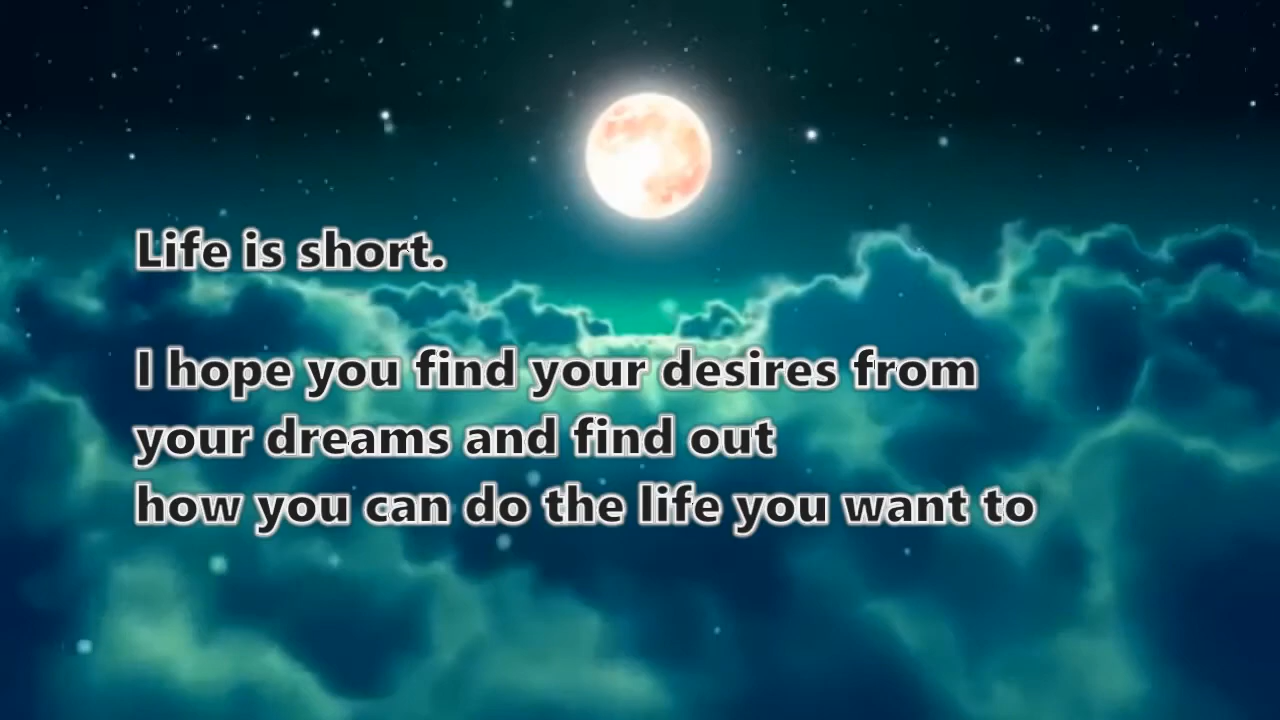 Life is short.
I hope you find your desires from
your dreams and find out
how you can do the life you want to